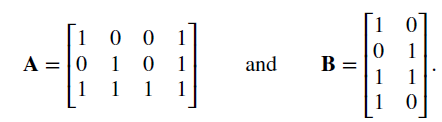 A = [1 0 0 1
0 1 0 1
1 1 1 1] and B = [1 0
0 1
1 1
1 0].